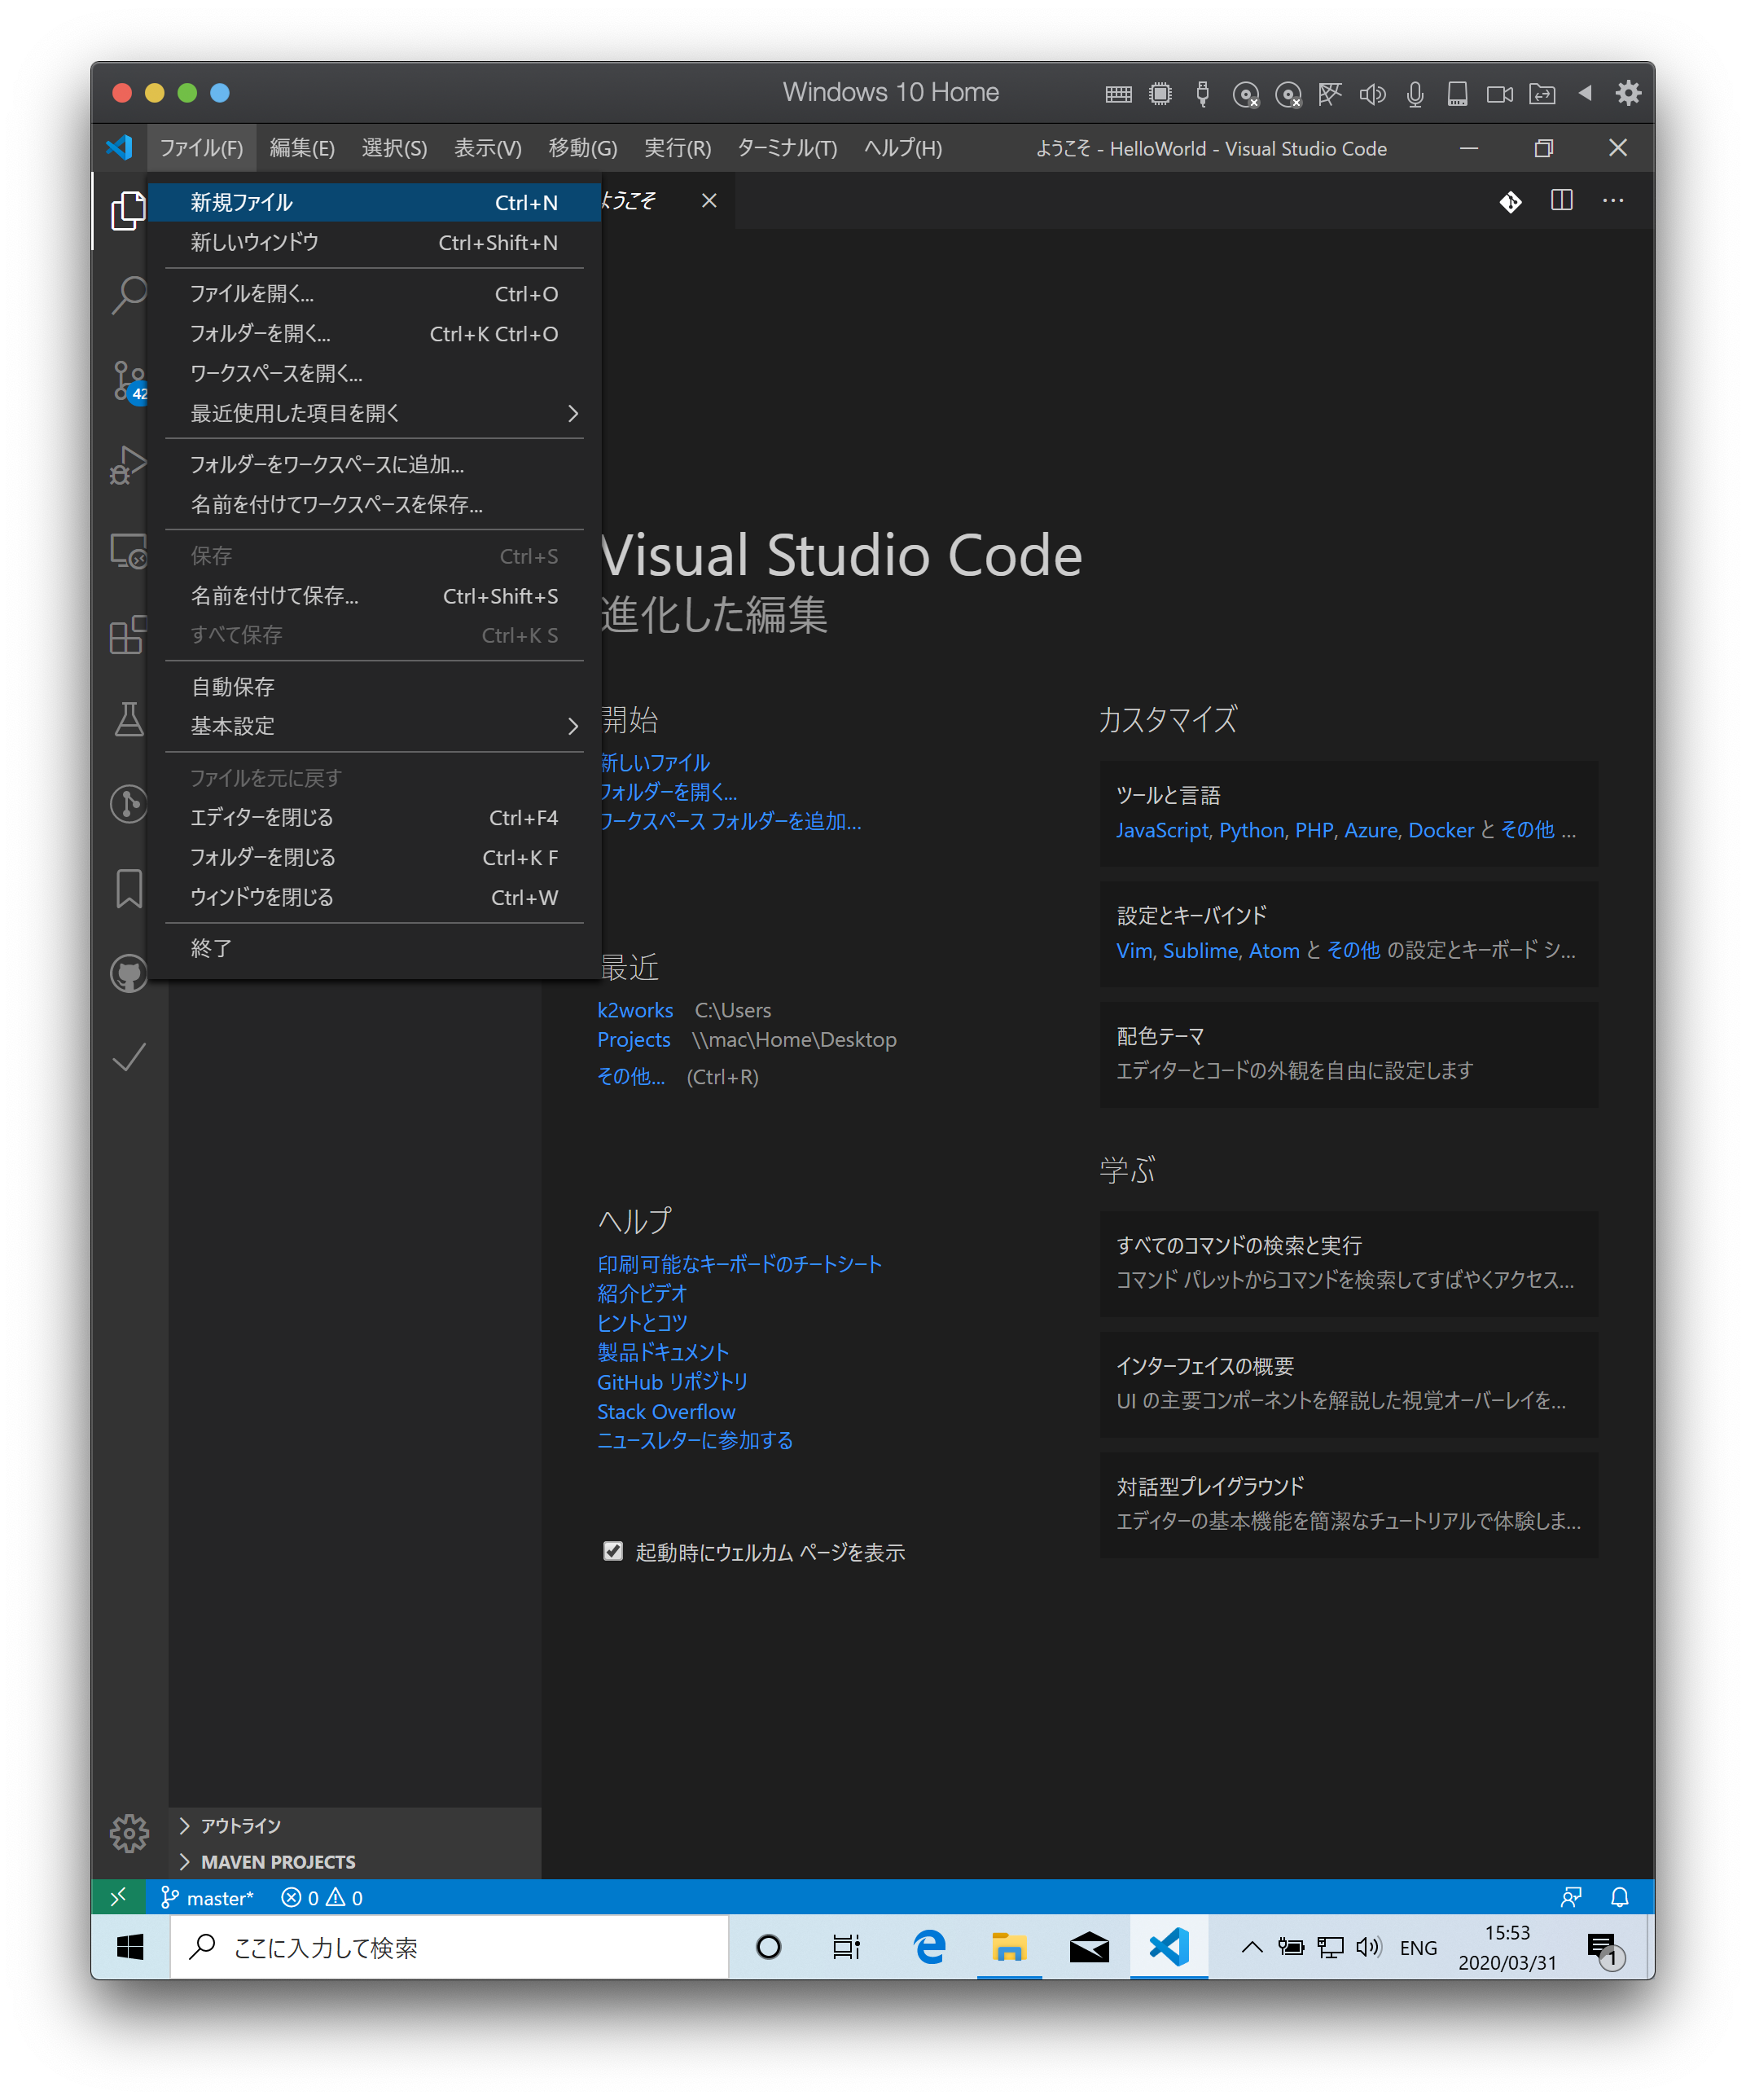 Windows 10 Home
ファイル(F) 編集(E) 選択(S) 表示(V) 移動(G) 実行(R) ターミナル(T) ヘルプ(H) ようこそ - HelloWorld - Visual Studio Code
ようこそ
新規ファイル Ctrl+N
新しいウィンドウ Ctrl+Shift+N
ファイルを開く... Ctrl+O
フォルダーを開く... Ctrl+K Ctrl+O
ワークスペースを開く...
最近使用した項目を開く
フォルダーをワークスペースに追加...
名前を付けてワークスペースを保存...
保存 Ctrl+S
名前を付けて保存... Ctrl+Shift+S
すべて保存 Ctrl+K S
自動保存
基本設定
ファイルを元に戻す
エディターを閉じる Ctrl+F4
フォルダーを閉じる Ctrl+K F
ウィンドウを閉じる Ctrl+W
終了
42
Visual Studio Code
進化した編集
開始
新しいファイル
フォルダーを開く...
ワークスペース フォルダーを追加...
最近
k2works C:\Users
Projects \\mac\Home\Desktop
その他... (Ctrl+R)
ヘルプ
印刷可能なキーボードのチートシート
紹介ビデオ
ヒントとコツ
製品ドキュメント
GitHub リポジトリ
Stack Overflow
ニュースレターに参加する
起動時にウェルカム ページを表示
カスタマイズ
ツールと言語
JavaScript, Python, PHP, Azure, Docker と その他 ...
設定とキーバインド
Vim, Sublime, Atom と その他 の設定とキーボード シ...
配色テーマ
エディターとコードの外観を自由に設定します
学ぶ
すべてのコマンドの検索と実行
コマンド パレットからコマンドを検索してすばやくアクセス...
インターフェイスの概要
UI の主要コンポーネントを解説した視覚オーバーレイを...
対話型プレイグラウンド
エディターの基本機能を簡潔なチュートリアルで体験しま...
アウトライン
MAVEN PROJECTS
master* 0 0
ここに入力して検索
ENG
15:53
2020/03/31
1